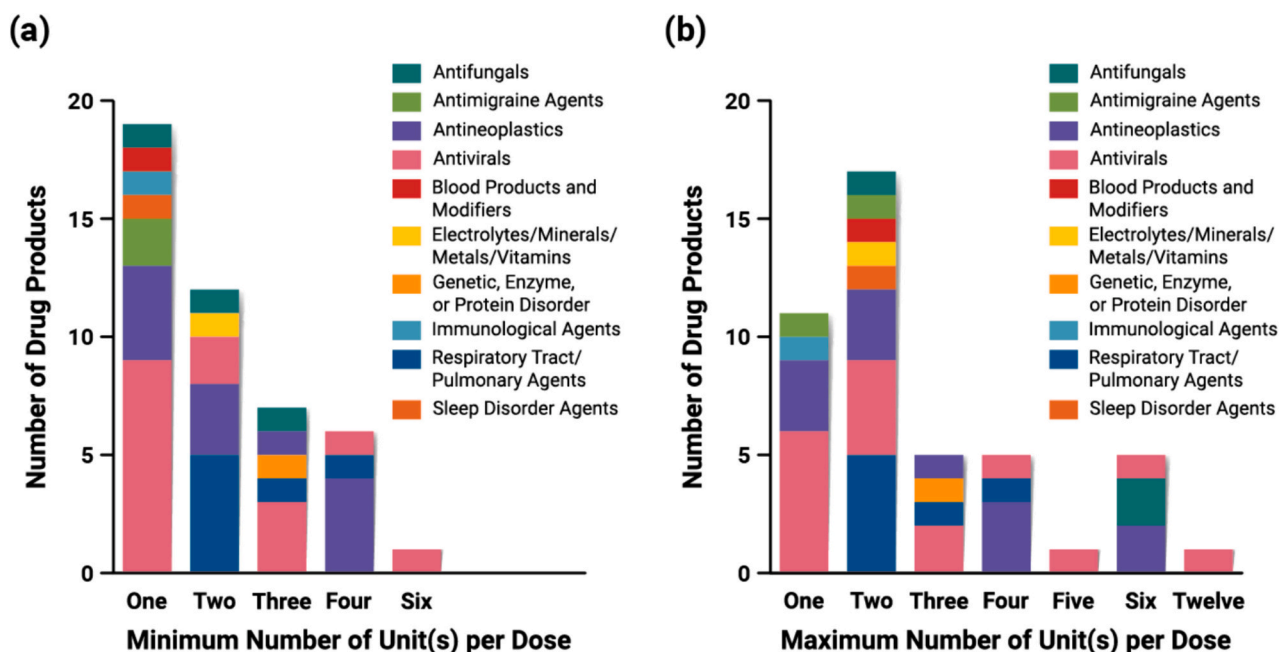 (a)
Antifungals
Antimigraine Agents
Antineoplastics
Antivirals
Blood Products and
Modifiers
Electrolytes/Minerals/
Metals/Vitamins
Genetic, Enzyme,
or Protein Disorder
Immunological Agents
Respiratory Tract/
Pulmonary Agents
Sleep Disorder Agents
Number of Drug Products
20
15
10
5
0
One Two Three Four Six
Minimum Number of Unit(s) per Dose
(b)
Antifungals
Antimigraine Agents
Antineoplastics
Antivirals
Blood Products and
Modifiers
Electrolytes/Minerals/
Metals/Vitamins
Genetic, Enzyme,
or Protein Disorder
Immunological Agents
Respiratory Tract/
Pulmonary Agents
Sleep Disorder Agents
Number of Drug Products
20
15
10
5
0
One Two Three Four Five Six Twelve
Maximum Number of Unit(s) per Dose